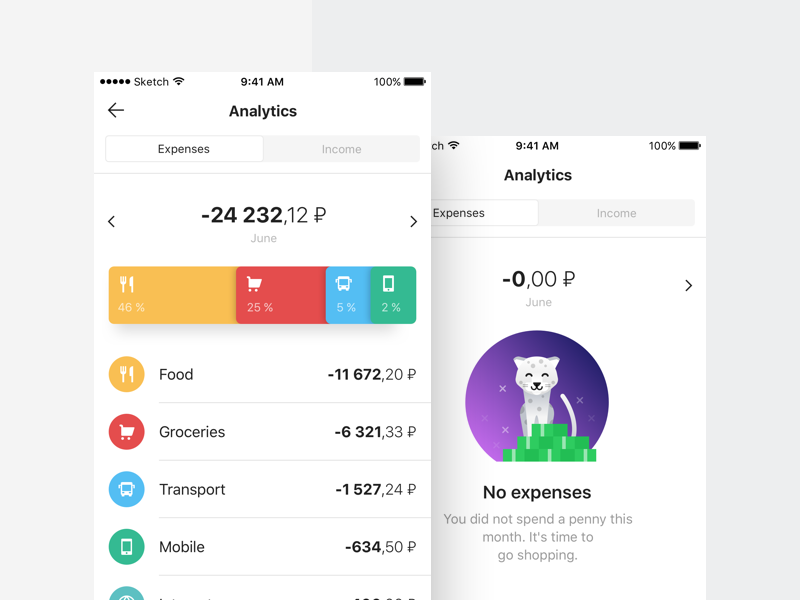 Sketch 9:41 AM 100%
Analytics
Expenses Income
-24 232,12 ₽
June
46 % 25 % 5 % 2 %
Food -11 672,20 ₽
Groceries -6 321,33 ₽
Transport -1 527,24 ₽
Mobile -634,50 ₽
ch 9:41 AM 100%
Analytics
Expenses Income
-0,00 ₽
June
No expenses
You did not spend a penny this
month. It's time to
go shopping.